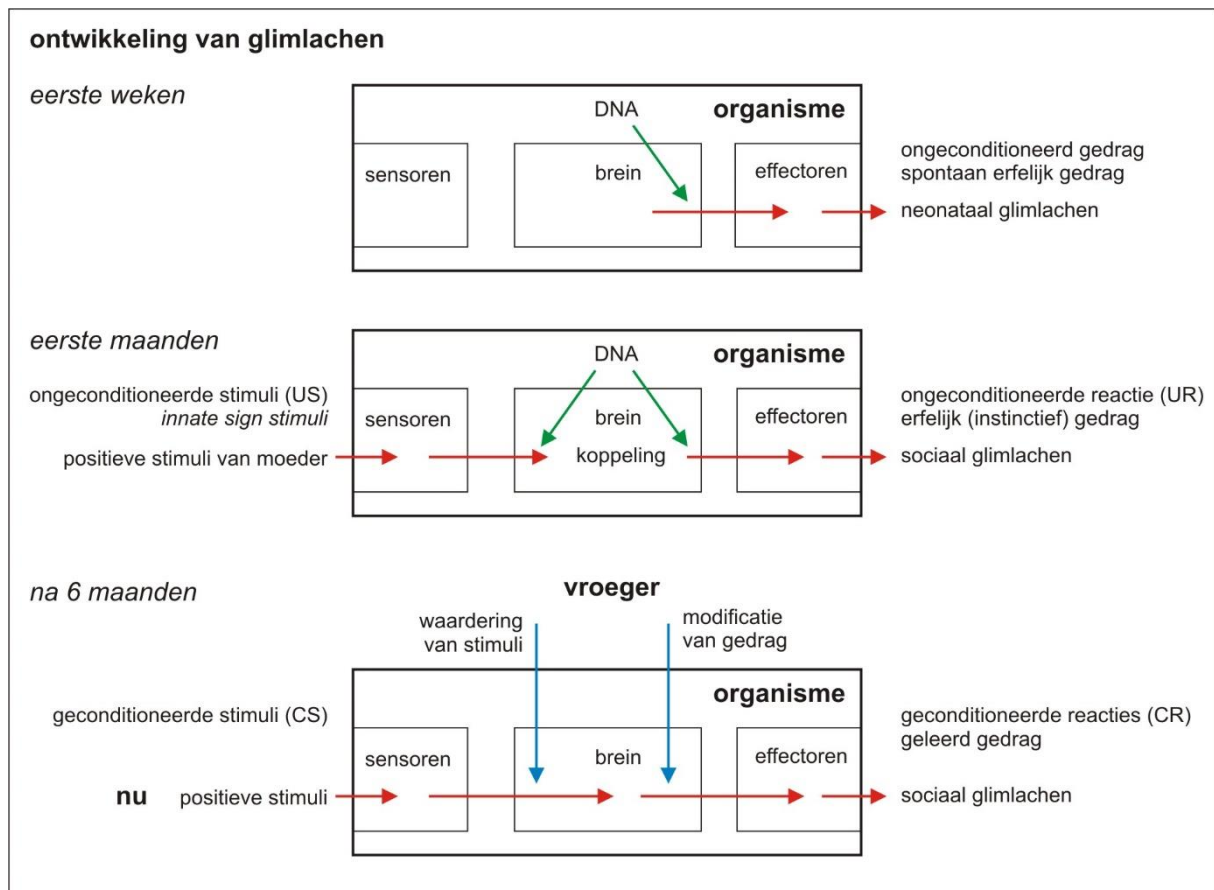 ontwikkeling van glimlachen
eerste weken
DNA
organisme
sensoren
brein
effectoren
ongeconditioneerd gedrag
spontaan erfelijk gedrag
neonataal glimlachen
eerste maanden
DNA
organisme
ongeconditioneerde stimuli (US)
innate sign stimuli
positieve stimuli van moeder
sensoren
brein
koppeling
effectoren
ongeconditioneerde reactie (UR)
erfelijk (instinctief) gedrag
sociaal glimlachen
na 6 maanden
vroeger
waardering
van stimuli
modificatie
van gedrag
organisme
geconditioneerde stimuli (CS)
nu positieve stimuli
sensoren
brein
effectoren
geconditioneerde reacties (CR)
geleerd gedrag
sociaal glimlachen